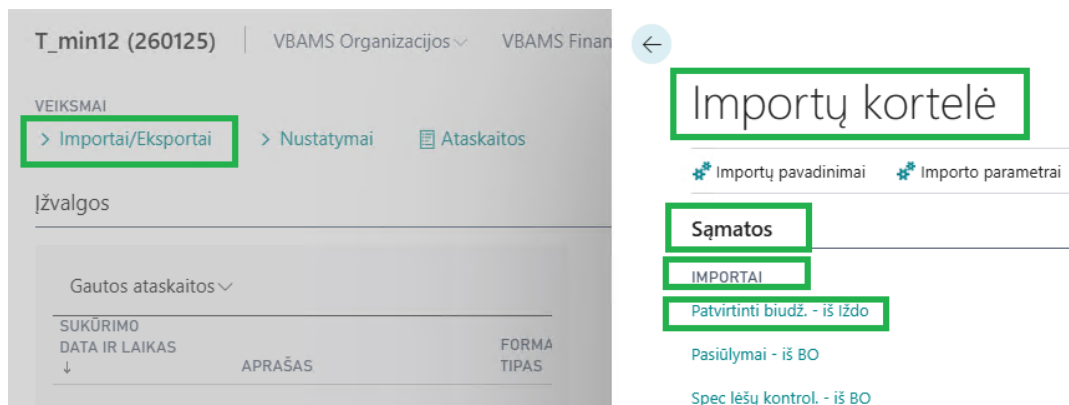 T_min12 (260125)
VBAMS Organizacijos
VBAMS Finan
VEIKSMAI
Importai/Eksportai
Nustatymai
Ataskaitos
Įžvalgos
Gautos ataskaitos
SUKŪRIMO
DATA IR LAIKAS
↓
APRAŠAS
FORMA
TIPAS
Importų kortelė
Importų pavadinimai
Importo parametrai
Sąmatos
IMPORTAI
Patvirtinti biudž. - iš Iždo
Pasiūlymai - iš BO
Spec lėšų kontrol. - iš BO